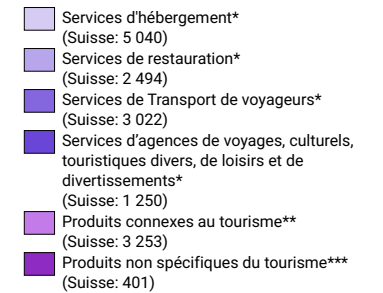 Services d'hébergement*
(Suisse: 5 040)
Services de restauration*
(Suisse: 2 494)
Services de Transport de voyageurs*
(Suisse: 3 022)
Services d’agences de voyages, culturels,
touristiques divers, de loisirs et de
divertissements*
(Suisse: 1 250)
Produits connexes au tourisme**
(Suisse: 3 253)
Produits non spécifiques du tourisme***
(Suisse: 401)